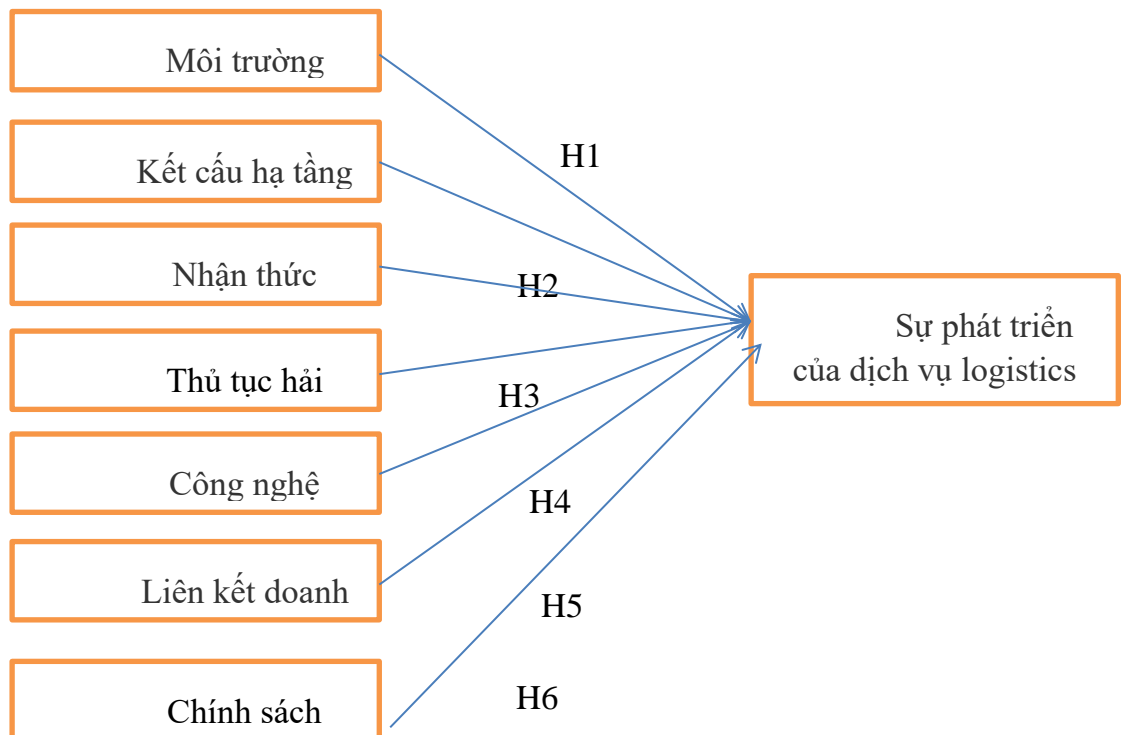 Môi trường
H1
Kết cấu hạ tầng
Nhận thức
H2
Sự phát triển
của dịch vụ logistics
Thủ tục hải
H3
Công nghệ
H4
Liên kết doanh
H5
Chính sách
H6